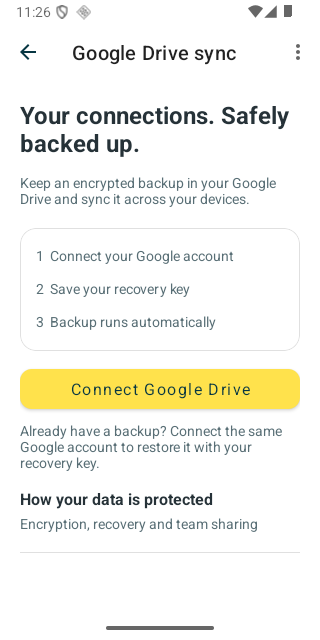 11:26
Google Drive sync
Your connections. Safely
backed up.
Keep an encrypted backup in your Google
Drive and sync it across your devices.
1 Connect your Google account
2 Save your recovery key
3 Backup runs automatically
Connect Google Drive
Already have a backup? Connect the same
Google account to restore it with your
recovery key.
How your data is protected
Encryption, recovery and team sharing